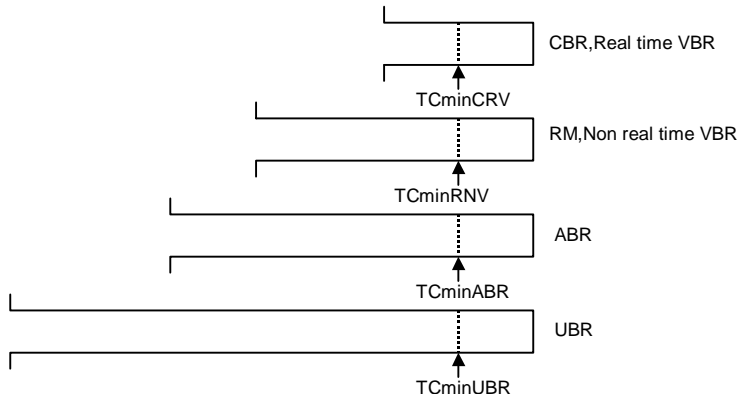 CBR,Real time VBR
TCminCRV
RM,Non real time VBR
TCminRNV
ABR
TCminABR
UBR
TCminUBR